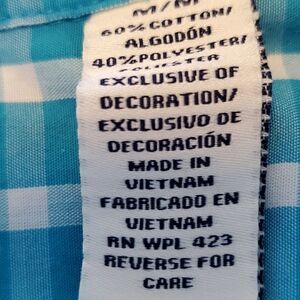 M/M
60% COTTON/
ALGODÓN
40% POLYESTER/
POLIESTER
EXCLUSIVE OF
DECORATION/
EXCLUSIVO DE
DECORACIÓN
MADE IN
VIETNAM
FABRICADO EN
VIETNAM
RN WPL 423
REVERSE FOR
CARE